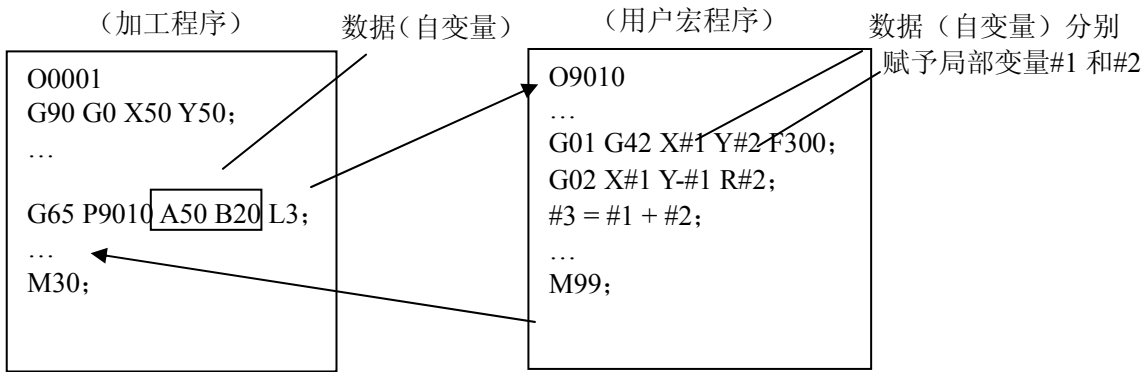 （加工程序）
数据（自变量）
（用户宏程序）
数据（自变量）分别
赋予局部变量#1 和#2
O0001
G90 G0 X50 Y50；
…
G65 P9010 A50 B20 L3；
…
M30；
O9010
…
G01 G42 X#1 Y#2 F300；
G02 X#1 Y-#1 R#2；
#3 = #1 + #2；
…
M99；